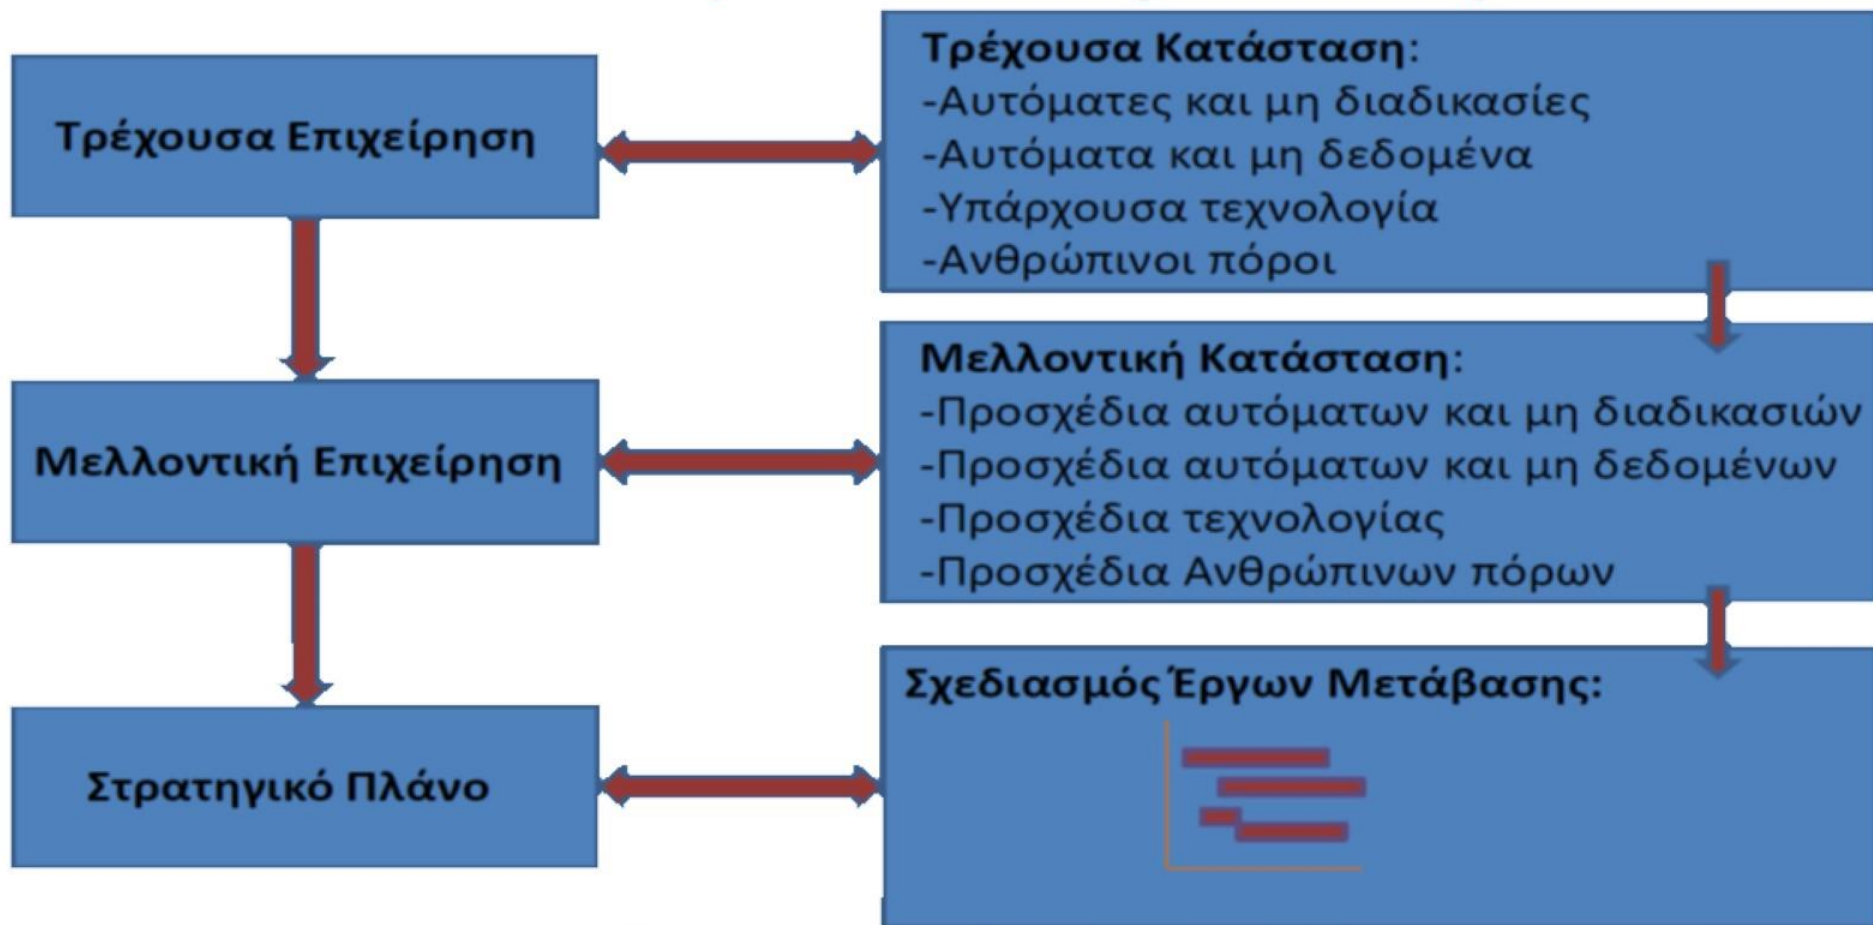 Τρέχουσα Επιχείρηση
Τρέχουσα Κατάσταση:
-Αυτόματες και μη διαδικασίες
-Αυτόματα και μη δεδομένα
-Υπάρχουσα τεχνολογία
-Ανθρώπινοι πόροι
Μελλοντική Επιχείρηση
Μελλοντική Κατάσταση:
-Προσχέδια αυτόματων και μη διαδικασιών
-Προσχέδια αυτόματων και μη δεδομένων
-Προσχέδια τεχνολογίας
-Προσχέδια Ανθρώπινων πόρων
Στρατηγικό Πλάνο
Σχεδιασμός Έργων Μετάβασης: